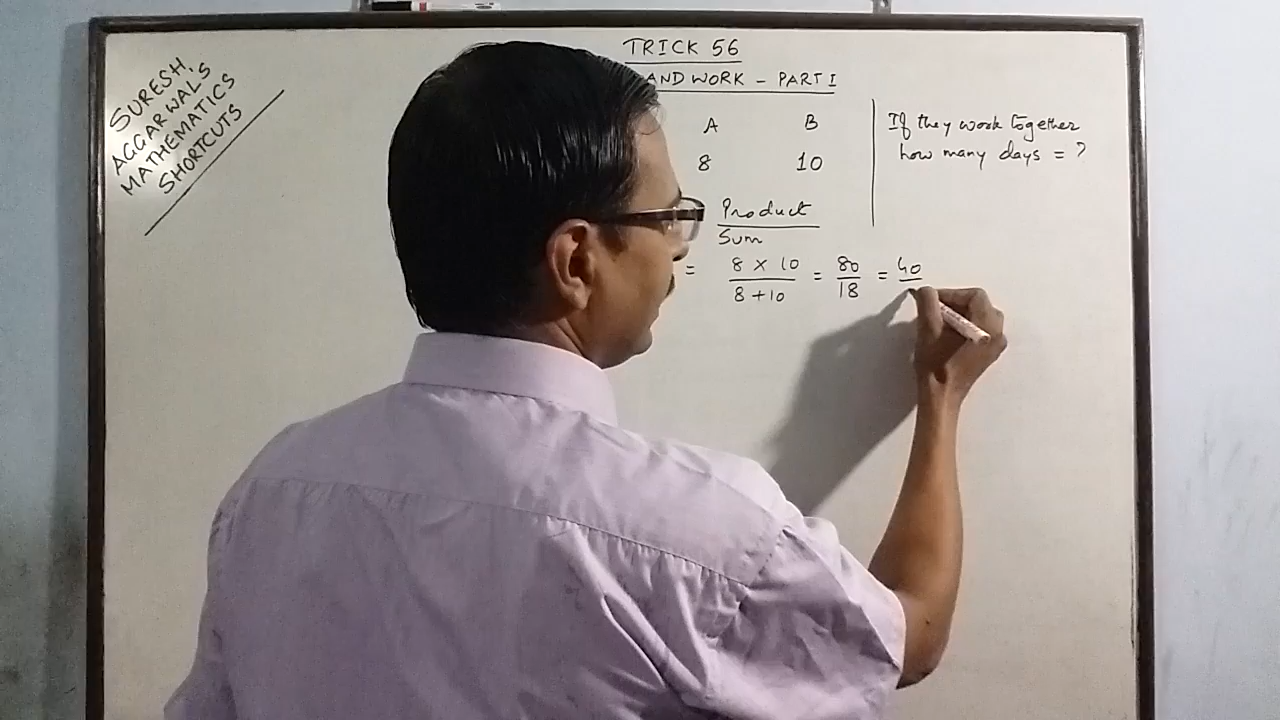 SURESH
AGGARWAL'S
MATHEMATICS
SHORTCUTS
TRICK 56
AND WORK - PART I
A B
8 10
If they work together
how many days = ?
Product
Sum
= 8 x 10 = 80 = 40
8 + 10 18